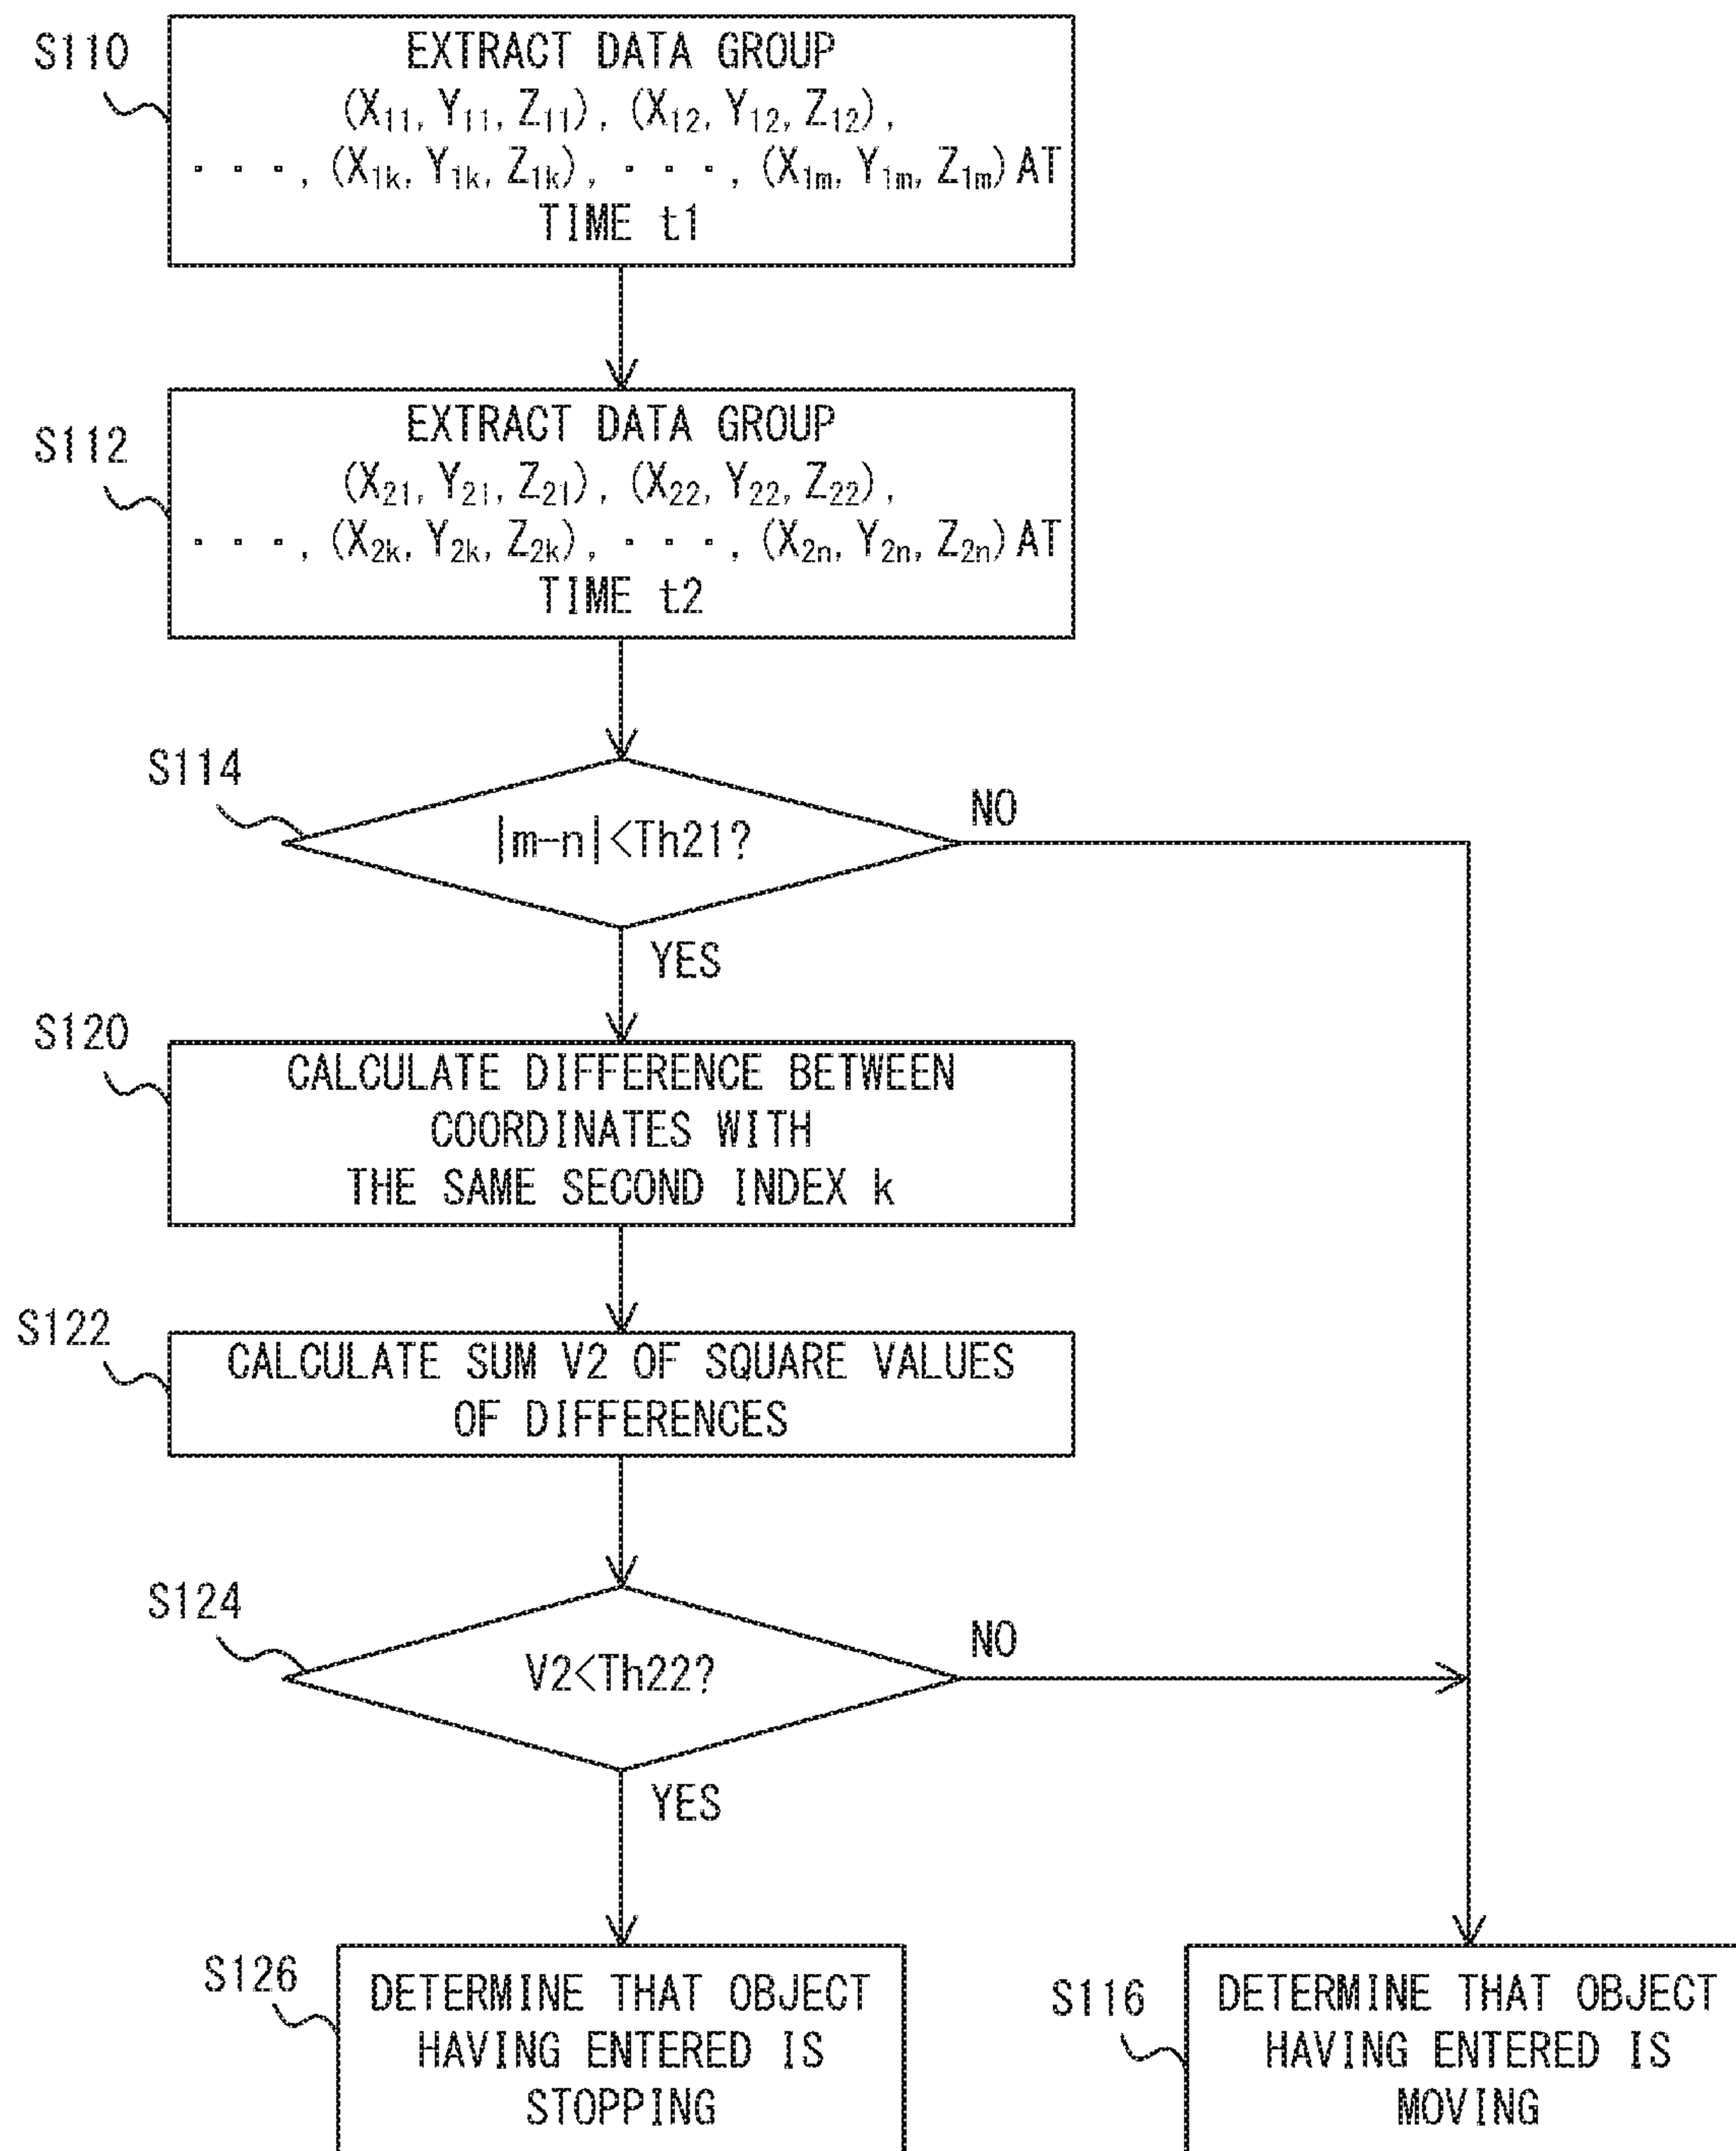 S110
EXTRACT DATA GROUP
(X₁₁, Y₁₁, Z₁₁), (X₁₂, Y₁₂, Z₁₂),
・・・, (X₁ₖ, Y₁ₖ, Z₁ₖ), ・・・, (X₁ₘ, Y₁ₘ, Z₁ₘ) AT
TIME t1
S112
EXTRACT DATA GROUP
(X₂₁, Y₂₁, Z₂₁), (X₂₂, Y₂₂, Z₂₂),
・・・, (X₂ₖ, Y₂ₖ, Z₂ₖ), ・・・, (X₂ₙ, Y₂ₙ, Z₂ₙ) AT
TIME t2
S114
|m-n|<Th21?
NO
YES
S120
CALCULATE DIFFERENCE BETWEEN
COORDINATES WITH
THE SAME SECOND INDEX k
S122
CALCULATE SUM V2 OF SQUARE VALUES
OF DIFFERENCES
S124
V2<Th22?
NO
YES
S126
DETERMINE THAT OBJECT
HAVING ENTERED IS
STOPPING
S116
DETERMINE THAT OBJECT
HAVING ENTERED IS
MOVING